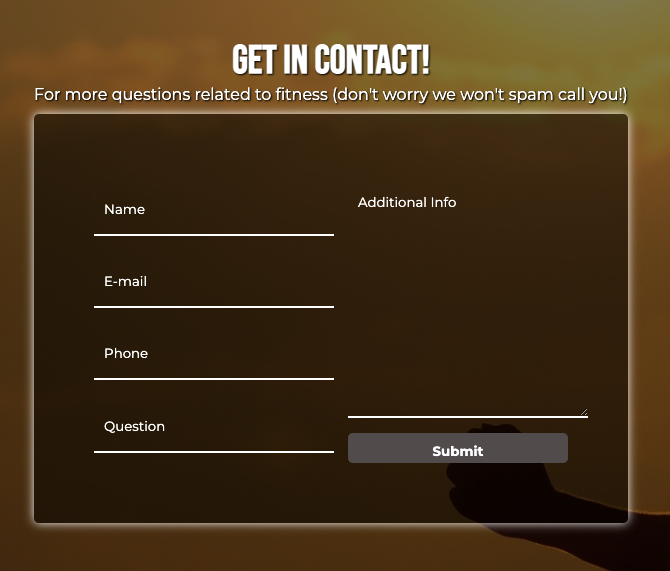 GET IN CONTACT!
For more questions related to fitness (don't worry we won't spam call you!)
Name
Additional Info
E-mail
Phone
Question
Submit